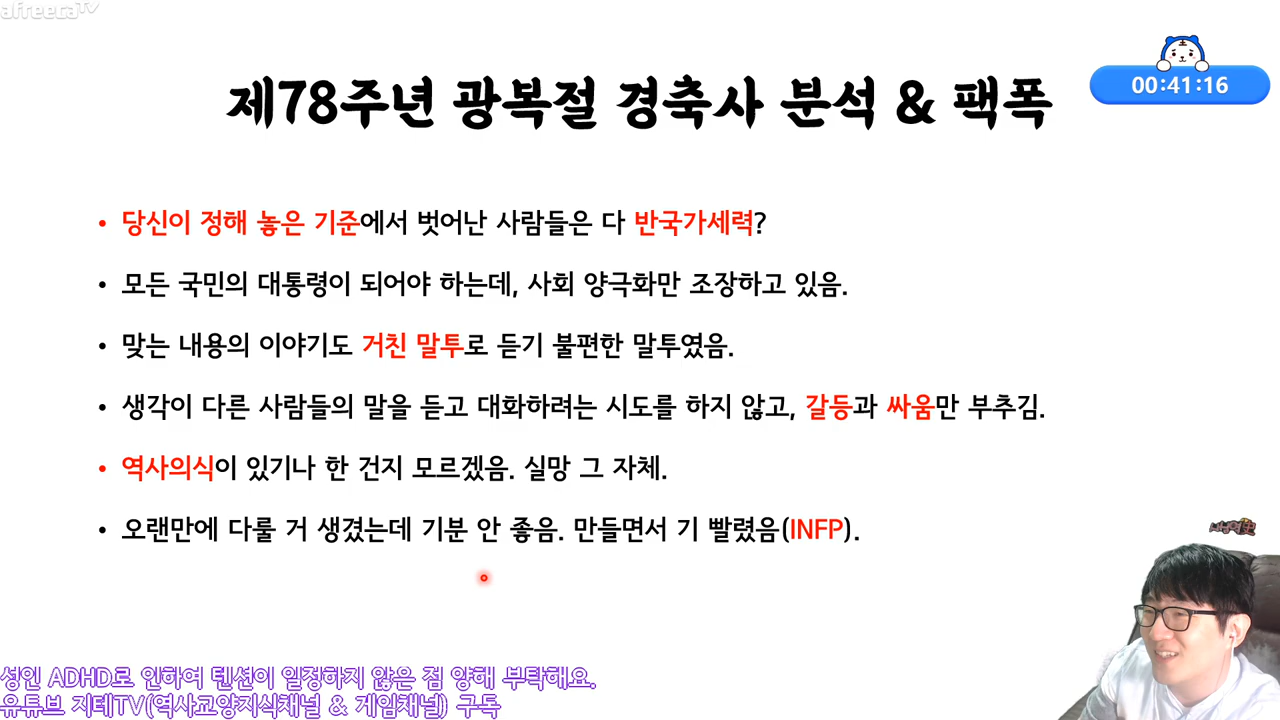 afreecaTV
00:41:16
제78주년 광복절 경축사 분석 & 팩폭
• 당신이 정해 놓은 기준에서 벗어난 사람들은 다 반국가세력?
• 모든 국민의 대통령이 되어야 하는데, 사회 양극화만 조장하고 있음.
• 맞는 내용의 이야기도 거친 말투로 듣기 불편한 말투였음.
• 생각이 다른 사람들의 말을 듣고 대화하려는 시도를 하지 않고, 갈등과 싸움만 부추김.
• 역사의식이 있기나 한 건지 모르겠음. 실망 그 자체.
• 오랜만에 다룰 거 생겼는데 기분 안 좋음. 만들면서 기 빨렸음(INFP).
성인 ADHD로 인하여 텐션이 일정하지 않은 점 양해 부탁해요.
유튜브 지테TV(역사교양지식채널 & 게임채널) 구독